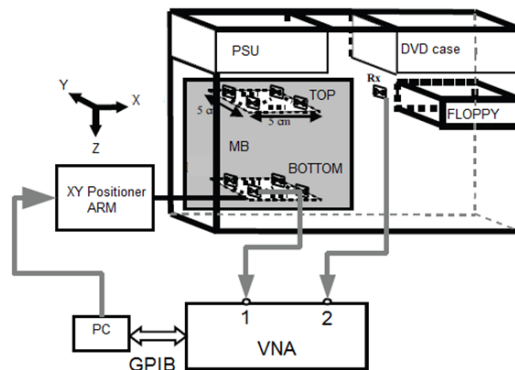 PSU
DVD case
Y
X
Z
Rx
TOP
5 cm
5 cm
FLOPPY
MB
BOTTOM
XY Positioner
ARM
1
2
PC
VNA
GPIB